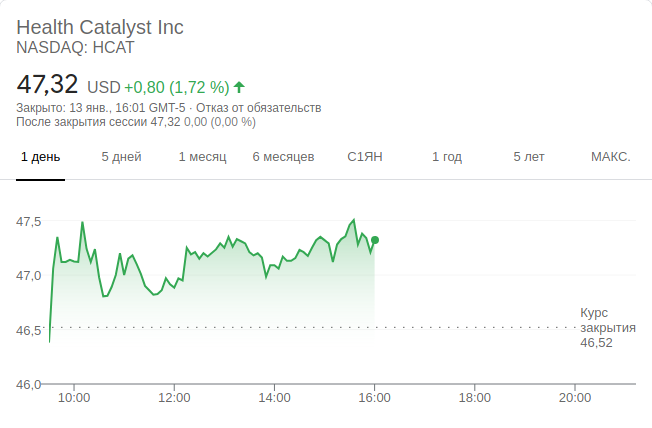 Health Catalyst Inc
NASDAQ: HCAT
47,32 USD +0,80 (1,72 %)
Закрыто: 13 янв., 16:01 GMT-5 · Отказ от обязательств
После закрытия сессии 47,32 0,00 (0,00 %)
1 день 5 дней 1 месяц 6 месяцев С1ЯН 1 год 5 лет МАКС.
47,5
47,0
46,5
46,0
Курс
закрытия
46,52
10:00 12:00 14:00 16:00 18:00 20:00